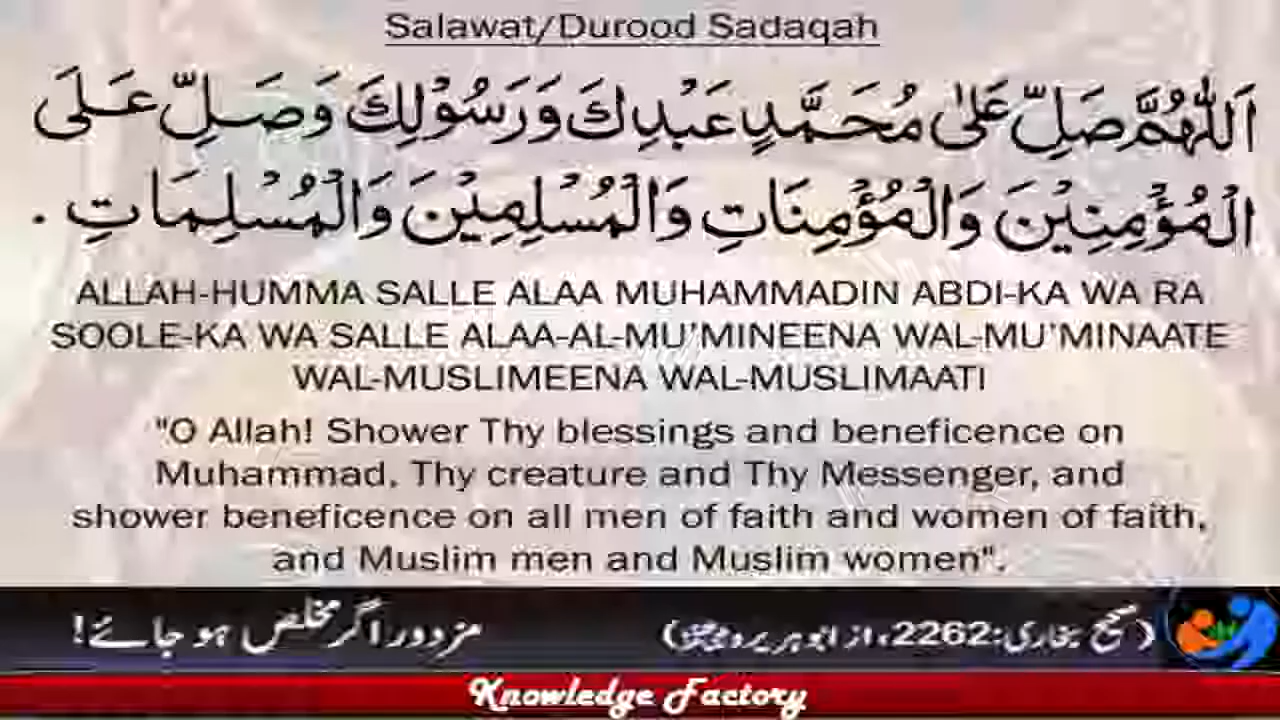 Salawat/Durood Sadaqah
اَللّٰهُمَّ صَلِّ عَلٰى مُحَمَّدٍ عَبْدِكَ وَرَسُوْلِكَ وَصَلِّ عَلَى
الْمُؤْمِنِيْنَ وَالْمُؤْمِنَاتِ وَالْمُسْلِمِيْنَ وَالْمُسْلِمَاتِ .
ALLAH-HUMMA SALLE ALAA MUHAMMADIN ABDI-KA WA RA
SOOLE-KA WA SALLE ALAA-AL-MU’MINEENA WAL-MU’MINAATE
WAL-MUSLIMEENA WAL-MUSLIMAATI
"O Allah! Shower Thy blessings and beneficence on
Muhammad, Thy creature and Thy Messenger, and
shower beneficence on all men of faith and women of faith,
and Muslim men and Muslim women".
(صحیح بخاری:2262، از ابو ہریرہ) مزدور اگر مخلص ہو جائے!
Knowledge Factory